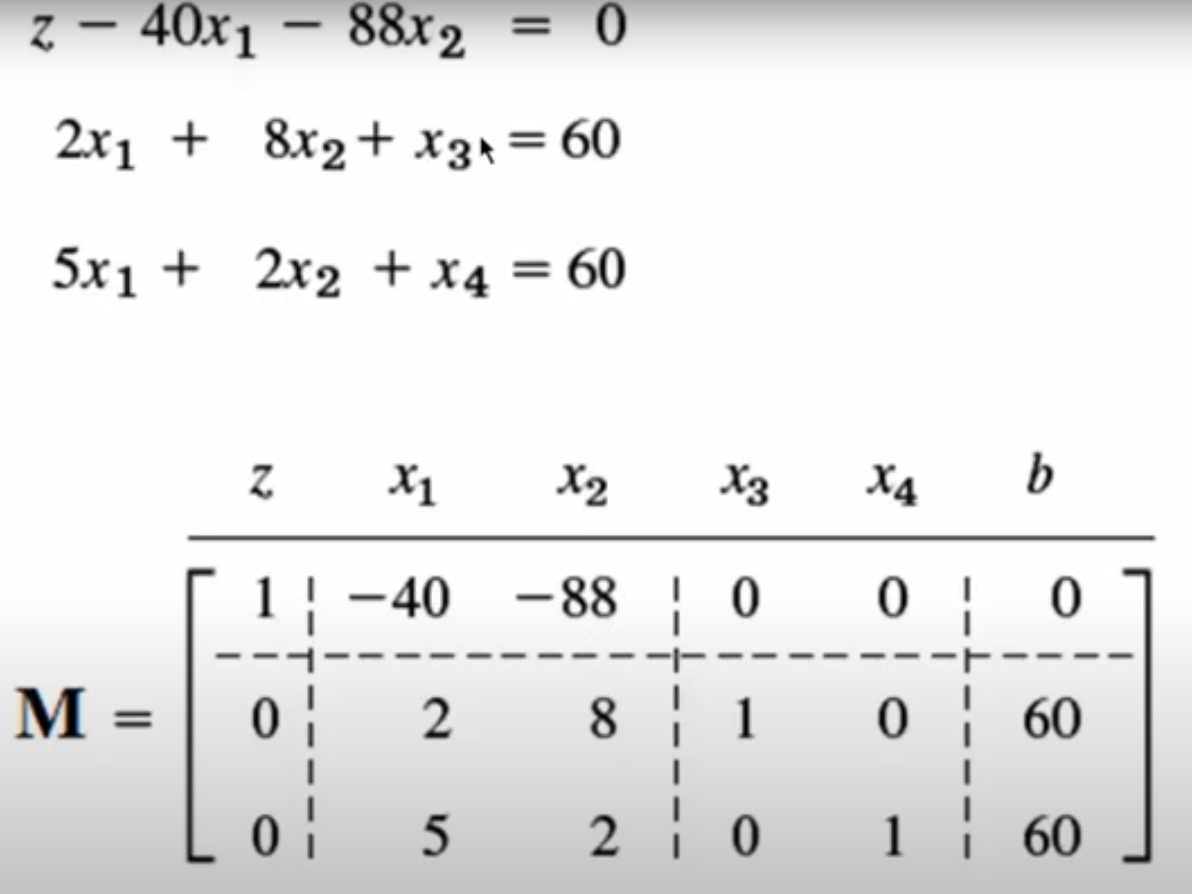 z − 40x₁ − 88x₂ = 0
2x₁ + 8x₂ + x₃ = 60
5x₁ + 2x₂ + x₄ = 60
z x₁ x₂ x₃ x₄ b
1 −40 −88 0 0 0
M = 0 2 8 1 0 60
0 5 2 0 1 60